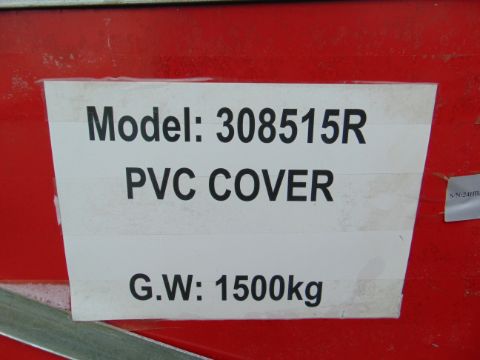 Model: 308515R
PVC COVER
G.W: 1500kg